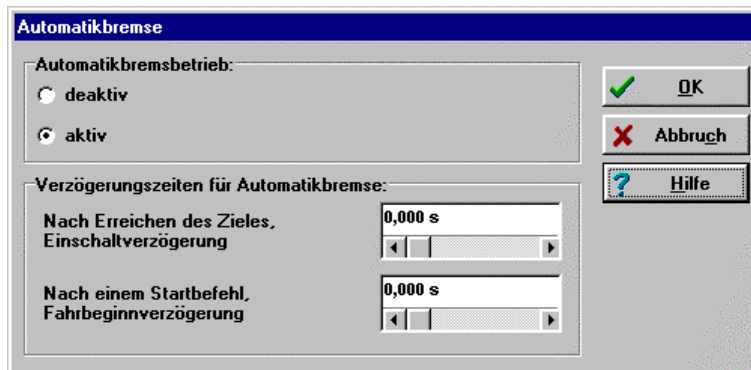 Automatikbremse
Automatikbremsbetrieb:
deaktiv
aktiv
Verzögerungszeiten für Automatikbremse:
Nach Erreichen des Zieles,
Einschaltverzögerung
0,000 s
Nach einem Startbefehl,
Fahrbeginnverzögerung
0,000 s
OK
Abbruch
? Hilfe